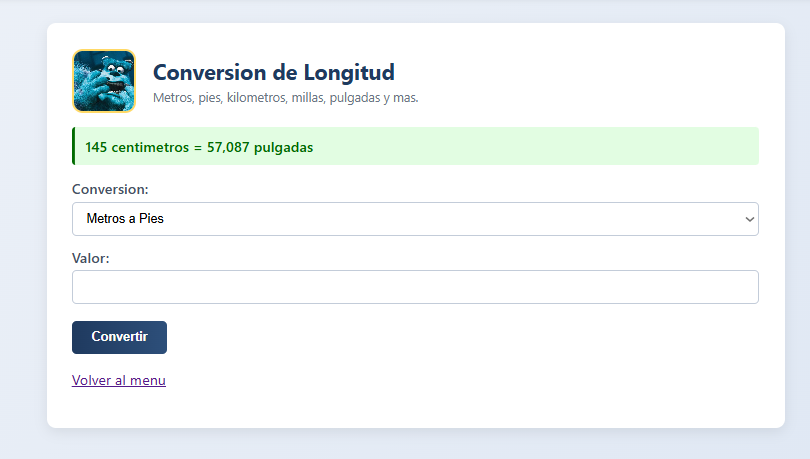 Conversion de Longitud
Metros, pies, kilometros, millas, pulgadas y mas.
145 centimetros = 57,087 pulgadas
Conversion:
Metros a Pies
Valor:
Convertir
Volver al menu